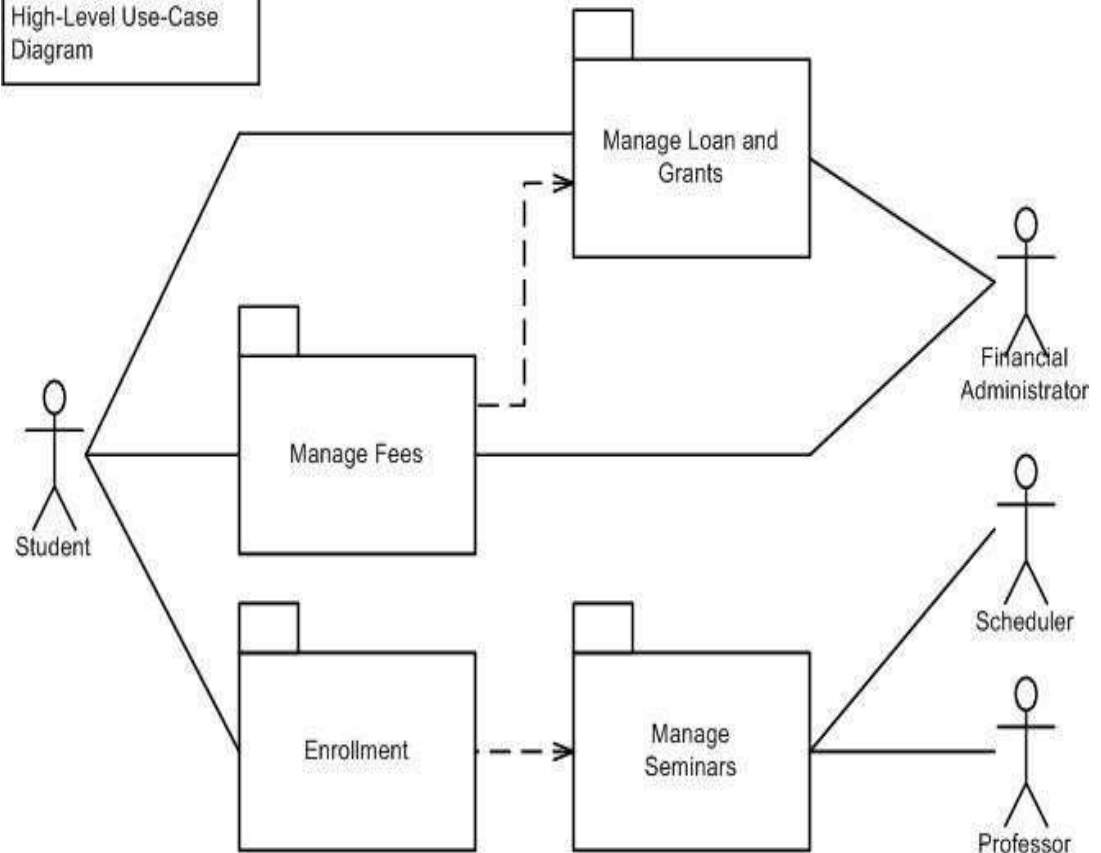 High-Level Use-Case
Diagram
Manage Loan and
Grants
Financial
Administrator
Manage Fees
Student
Scheduler
Enrollment
Manage
Seminars
Professor